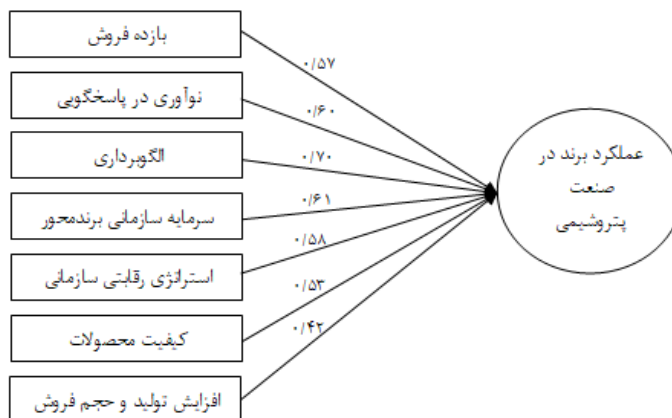 بازده فروش
۰/۵۷
نوآوری در پاسخگویی
۰/۶۰
الگوبرداری
۰/۷۰
سرمایه سازمانی برندمحور
۰/۶۱
استراتژی رقابتی سازمانی
۰/۵۸
کیفیت محصولات
۰/۵۳
افزایش تولید و حجم فروش
۰/۴۲
عملکرد برند در
صنعت
پتروشیمی